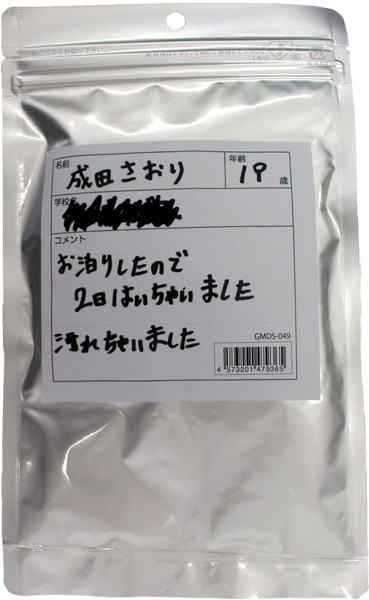 名前 成田さおり 年齢 19 歳
学校名
コメント
お泊りしたので
2日はいちゃいました
汚れちゃいました
GMDS-049
4 573201 479365